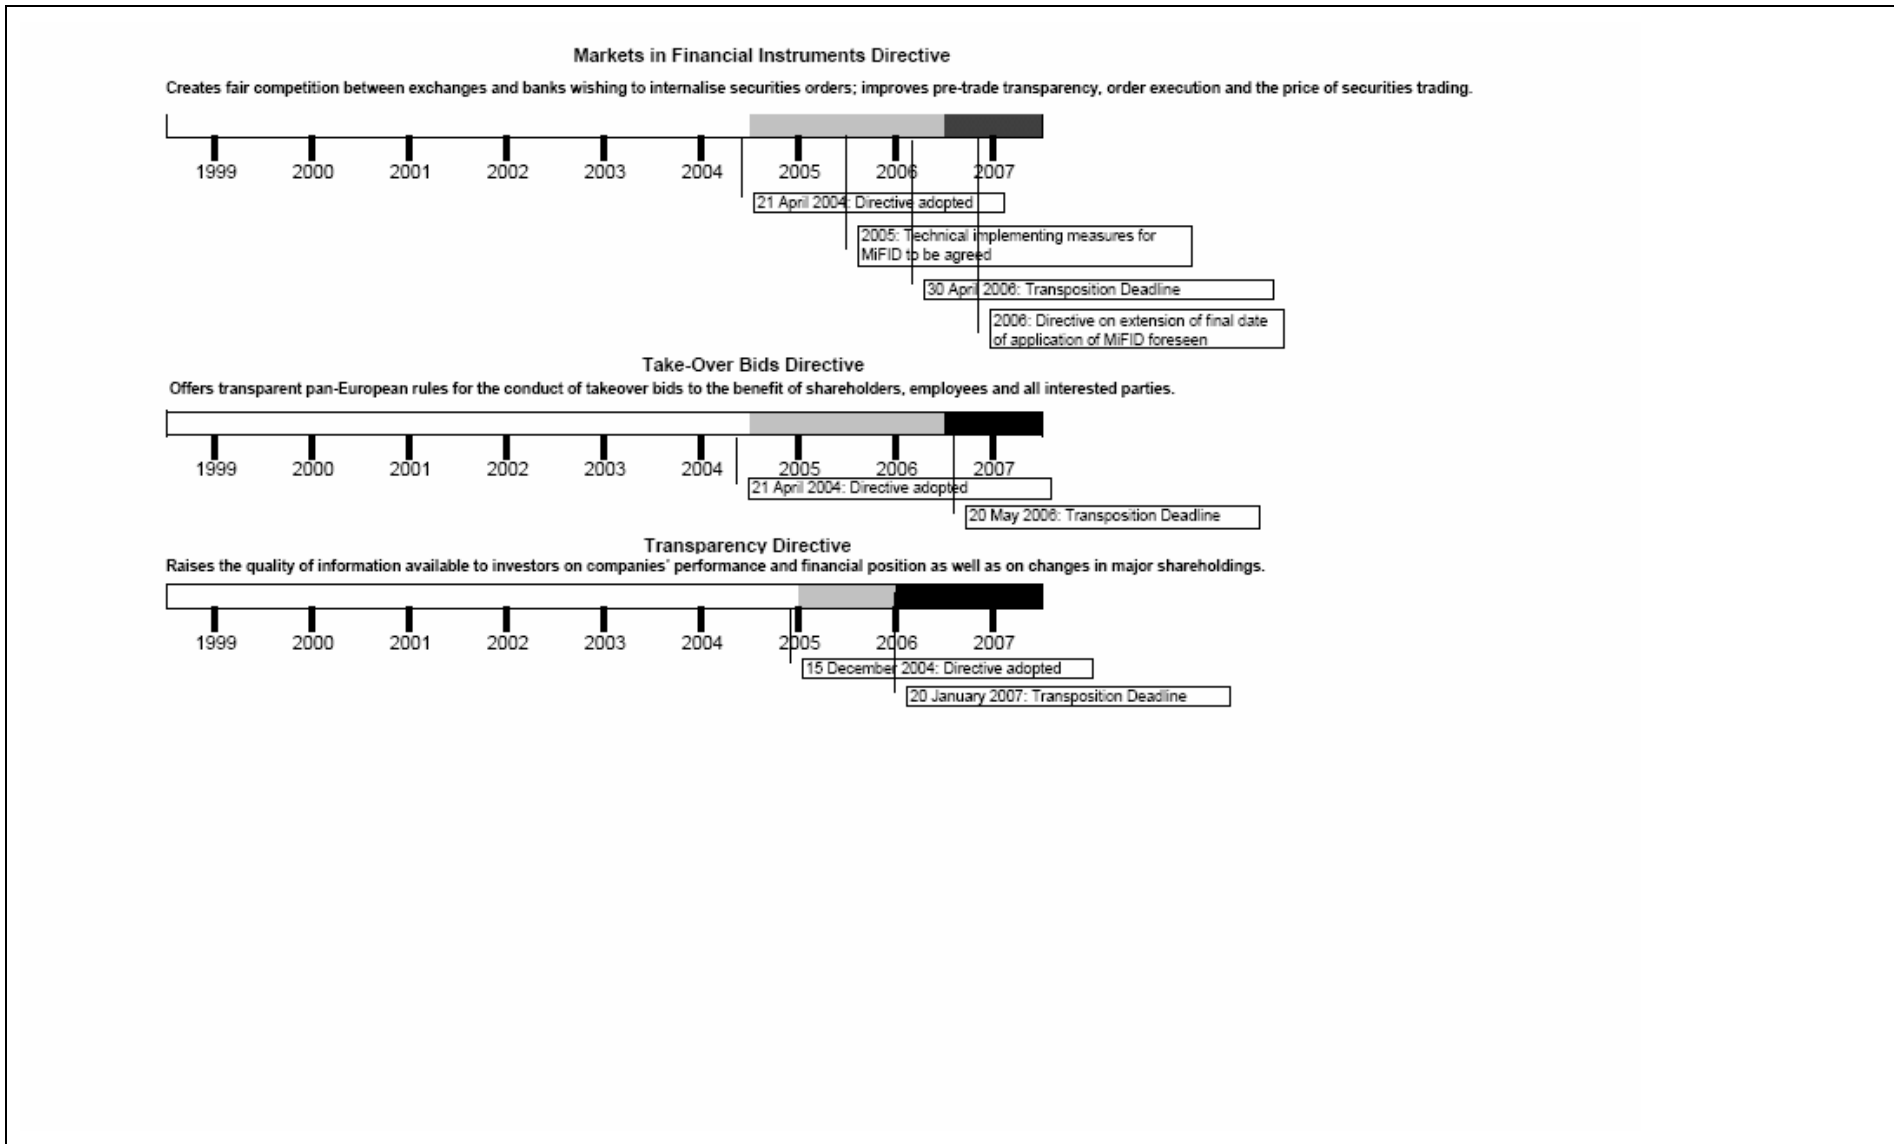 Markets in Financial Instruments Directive
Creates fair competition between exchanges and banks wishing to internalise securities orders; improves pre-trade transparency, order execution and the price of securities trading.
1999 2000 2001 2002 2003 2004 2005 2006 2007
21 April 2004: Directive adopted
2005: Technical implementing measures for
MiFID to be agreed
30 April 2006: Transposition Deadline
2006: Directive on extension of final date
of application of MiFID foreseen
Take-Over Bids Directive
Offers transparent pan-European rules for the conduct of takeover bids to the benefit of shareholders, employees and all interested parties.
1999 2000 2001 2002 2003 2004 2005 2006 2007
21 April 2004: Directive adopted
20 May 2006: Transposition Deadline
Transparency Directive
Raises the quality of information available to investors on companies' performance and financial position as well as on changes in major shareholdings.
1999 2000 2001 2002 2003 2004 2005 2006 2007
15 December 2004: Directive adopted
20 January 2007: Transposition Deadline